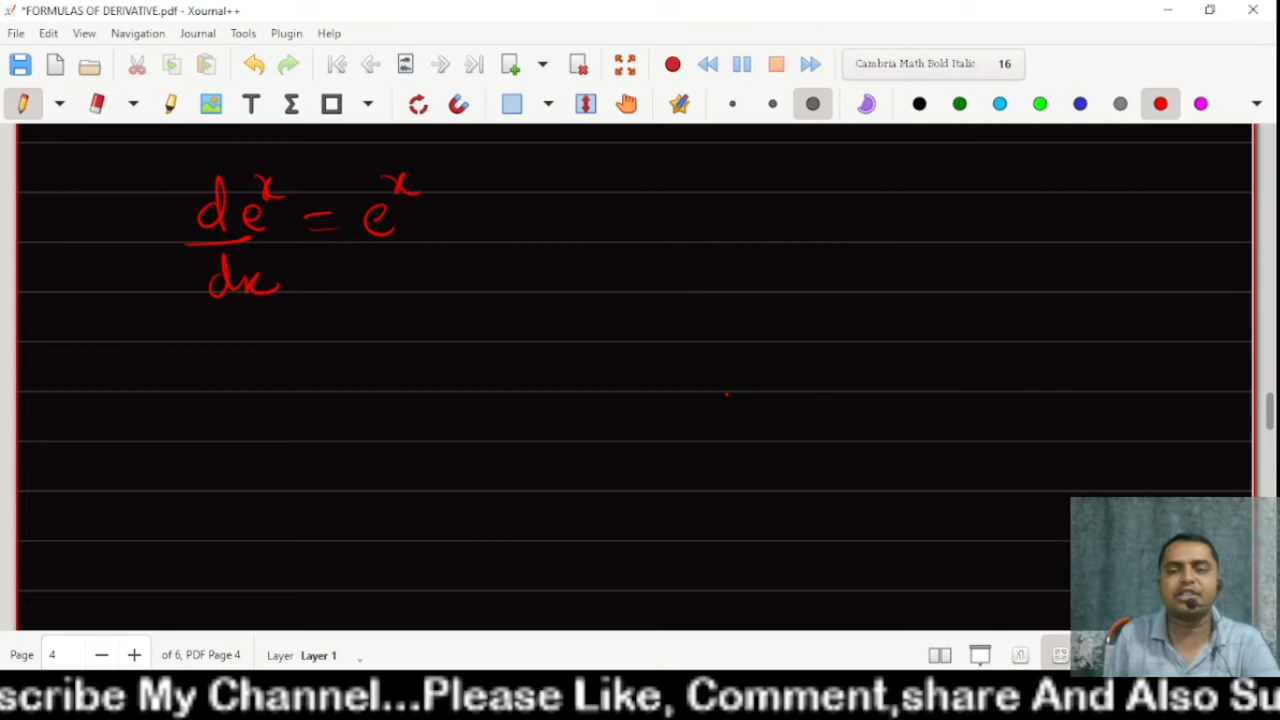 *FORMULAS OF DERIVATIVE.pdf - Xournal++
File Edit View Navigation Journal Tools Plugin Help
Cambria Math Bold Italic 16
de^x/dx = e^x
Page 4 of 6, PDF Page 4 Layer Layer 1
scribe My Channel...Please Like, Comment,share And Also Su